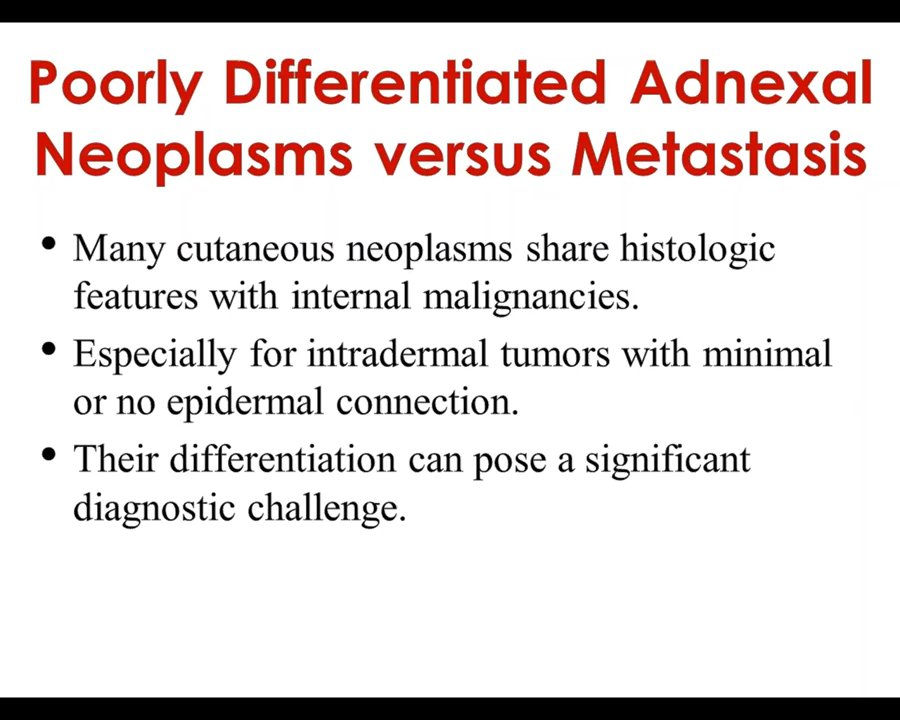 Poorly Differentiated Adnexal
Neoplasms versus Metastasis
• Many cutaneous neoplasms share histologic
features with internal malignancies.
• Especially for intradermal tumors with minimal
or no epidermal connection.
• Their differentiation can pose a significant
diagnostic challenge.